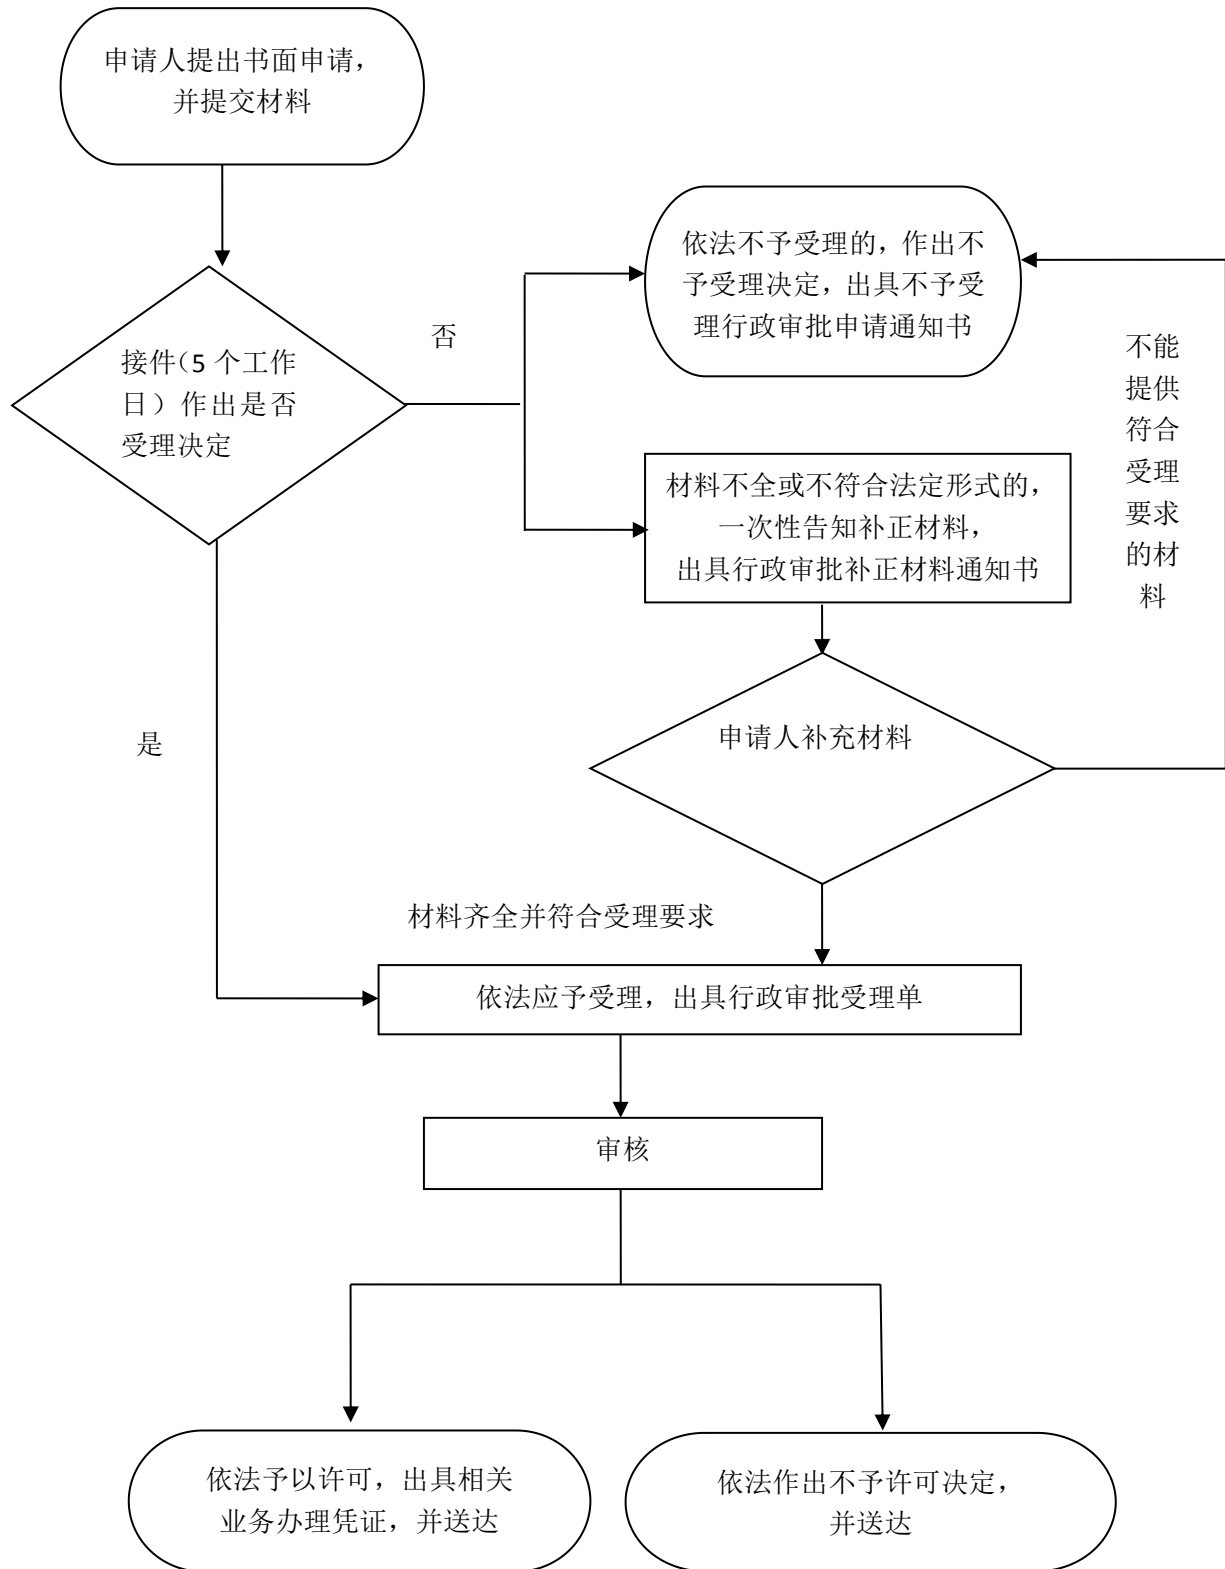 申请人提出书面申请，
并提交材料
依法不予受理的，作出不
予受理决定，出具不予受
理行政审批申请通知书
否
不能
提供
符合
受理
要求
的材
料
接件（5 个工作
日）作出是否
受理决定
材料不全或不符合法定形式的，
一次性告知补正材料，
出具行政审批补正材料通知书
是
申请人补充材料
材料齐全并符合受理要求
依法应予受理，出具行政审批受理单
审核
依法予以许可，出具相关
业务办理凭证，并送达
依法作出不予许可决定，
并送达